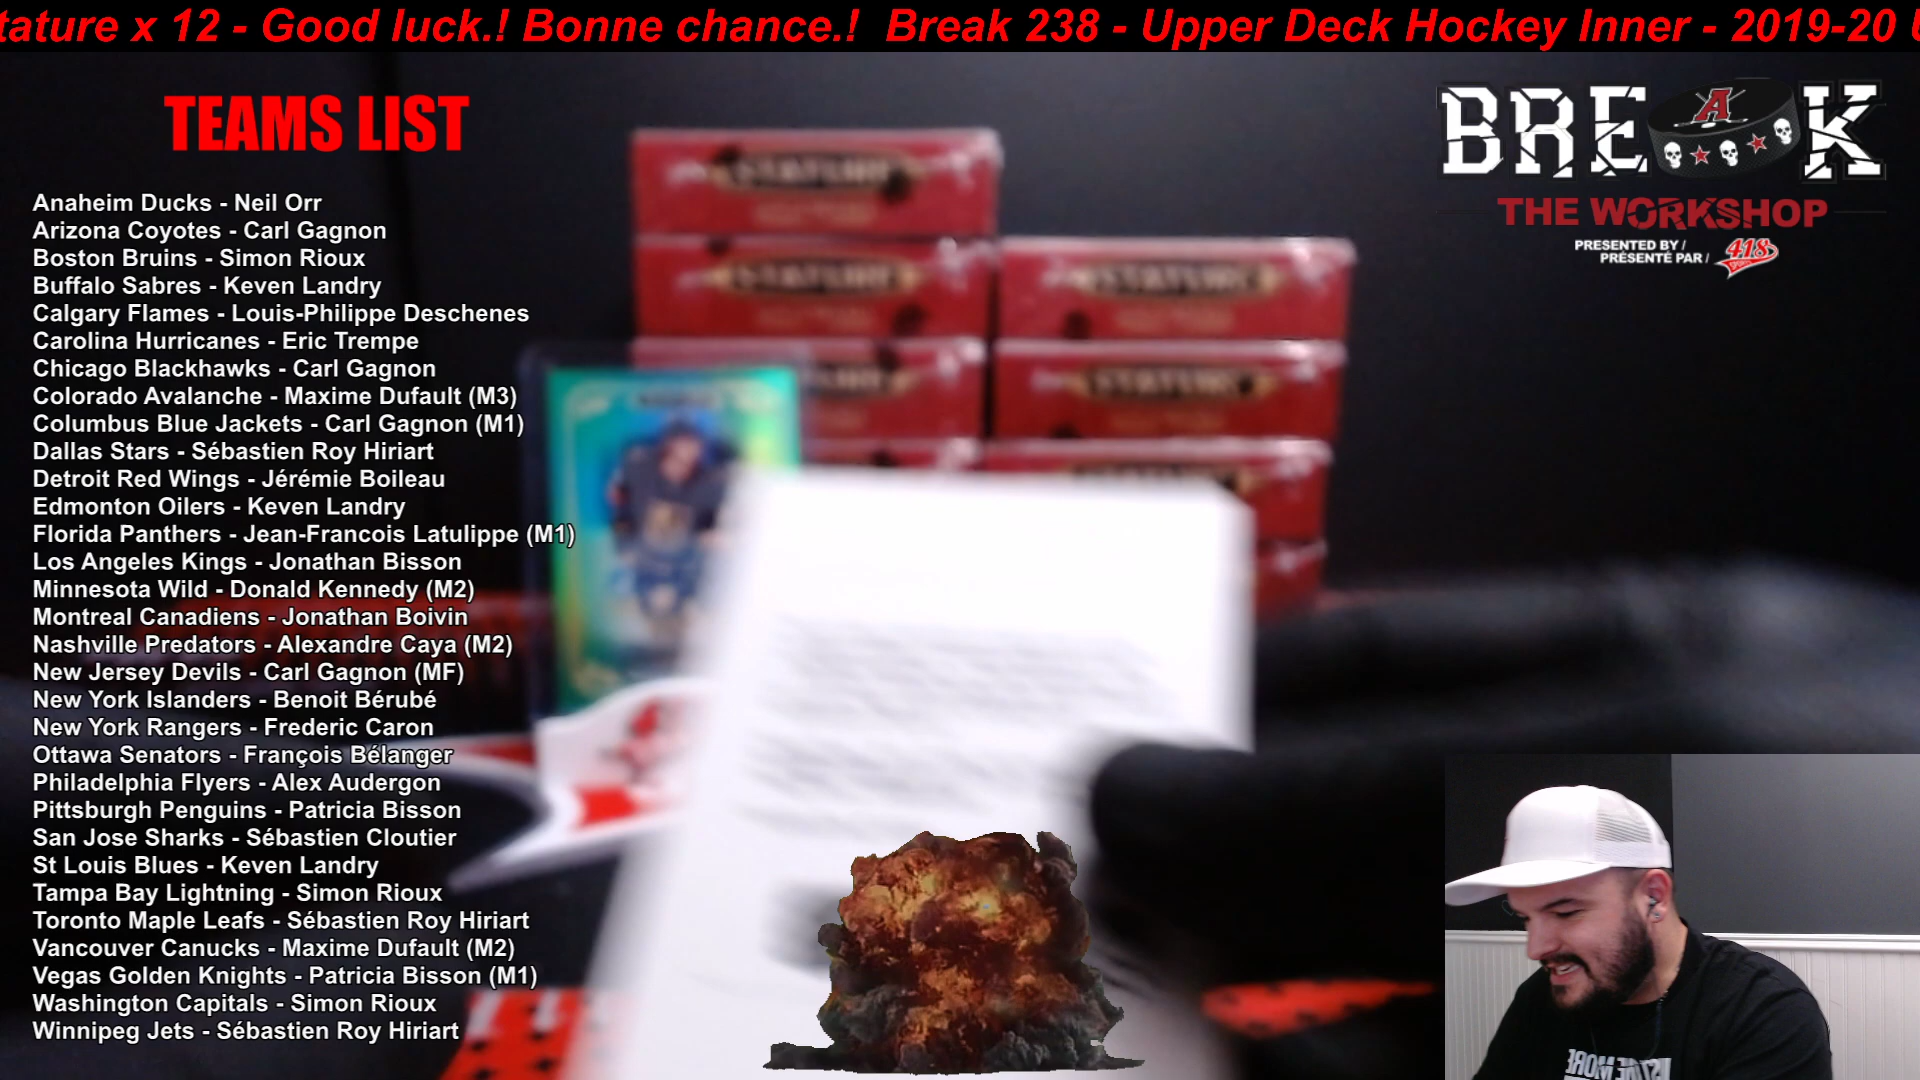 tature x 12 - Good luck.! Bonne chance.! Break 238 - Upper Deck Hockey Inner - 2019-20
TEAMS LIST
Anaheim Ducks - Neil Orr
Arizona Coyotes - Carl Gagnon
Boston Bruins - Simon Rioux
Buffalo Sabres - Keven Landry
Calgary Flames - Louis-Philippe Deschenes
Carolina Hurricanes - Eric Trempe
Chicago Blackhawks - Carl Gagnon
Colorado Avalanche - Maxime Dufault (M3)
Columbus Blue Jackets - Carl Gagnon (M1)
Dallas Stars - Sébastien Roy Hiriart
Detroit Red Wings - Jérémie Boileau
Edmonton Oilers - Keven Landry
Florida Panthers - Jean-Francois Latulippe (M1)
Los Angeles Kings - Jonathan Bisson
Minnesota Wild - Donald Kennedy (M2)
Montreal Canadiens - Jonathan Boivin
Nashville Predators - Alexandre Caya (M2)
New Jersey Devils - Carl Gagnon (MF)
New York Islanders - Benoit Bérubé
New York Rangers - Frederic Caron
Ottawa Senators - François Bélanger
Philadelphia Flyers - Alex Audergon
Pittsburgh Penguins - Patricia Bisson
San Jose Sharks - Sébastien Cloutier
St Louis Blues - Keven Landry
Tampa Bay Lightning - Simon Rioux
Toronto Maple Leafs - Sébastien Roy Hiriart
Vancouver Canucks - Maxime Dufault (M2)
Vegas Golden Knights - Patricia Bisson (M1)
Washington Capitals - Simon Rioux
Winnipeg Jets - Sébastien Roy Hiriart
BREAK
THE WORKSHOP
PRESENTED BY /
PRÉSENTÉ PAR /
418
STATURE
STATURE
STATURE
STATURE